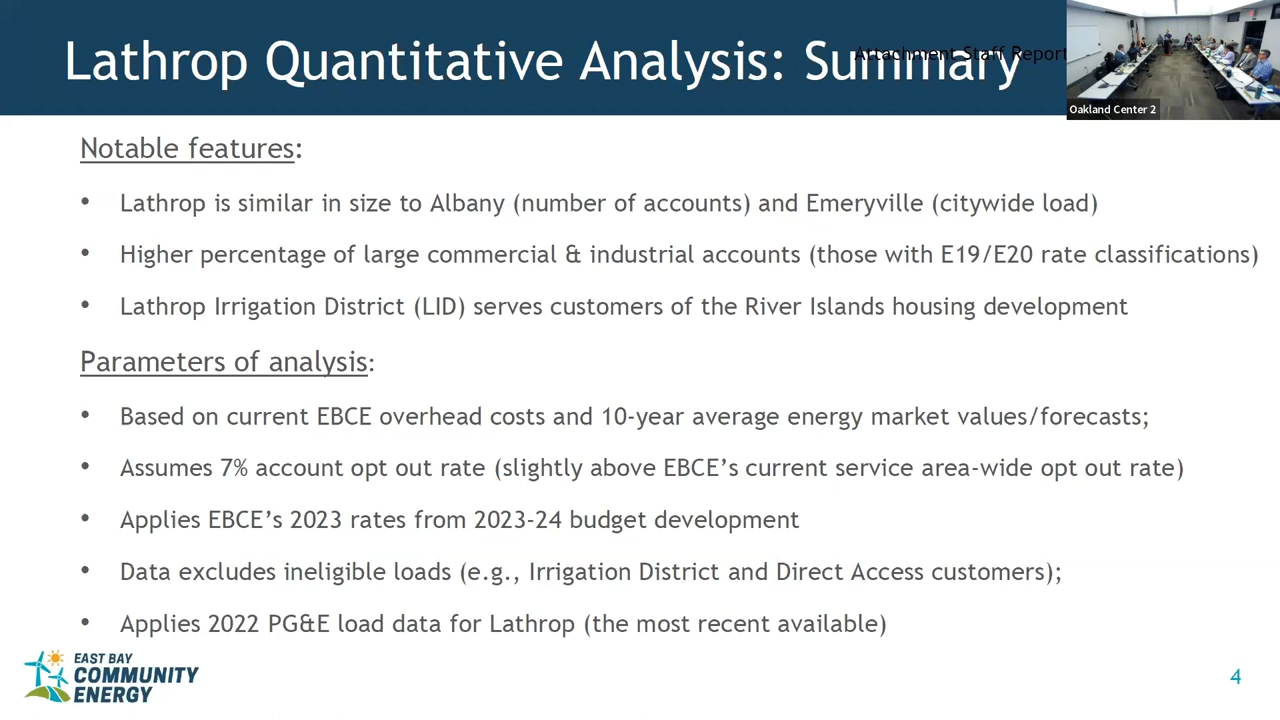 Lathrop Quantitative Analysis: Summary
Attachment Staff Report
Oakland Center 2
Notable features:
• Lathrop is similar in size to Albany (number of accounts) and Emeryville (citywide load)
• Higher percentage of large commercial & industrial accounts (those with E19/E20 rate classifications)
• Lathrop Irrigation District (LID) serves customers of the River Islands housing development
Parameters of analysis:
• Based on current EBCE overhead costs and 10-year average energy market values/forecasts;
• Assumes 7% account opt out rate (slightly above EBCE’s current service area-wide opt out rate)
• Applies EBCE’s 2023 rates from 2023-24 budget development
• Data excludes ineligible loads (e.g., Irrigation District and Direct Access customers);
• Applies 2022 PG&E load data for Lathrop (the most recent available)
EAST BAY
COMMUNITY
ENERGY
4